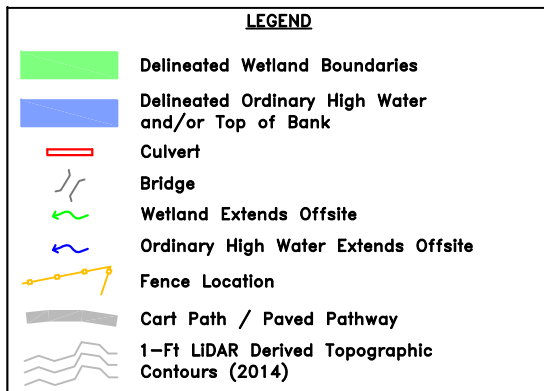 LEGEND
Delineated Wetland Boundaries
Delineated Ordinary High Water
and/or Top of Bank
Culvert
Bridge
Wetland Extends Offsite
Ordinary High Water Extends Offsite
Fence Location
Cart Path / Paved Pathway
1-Ft LiDAR Derived Topographic
Contours (2014)